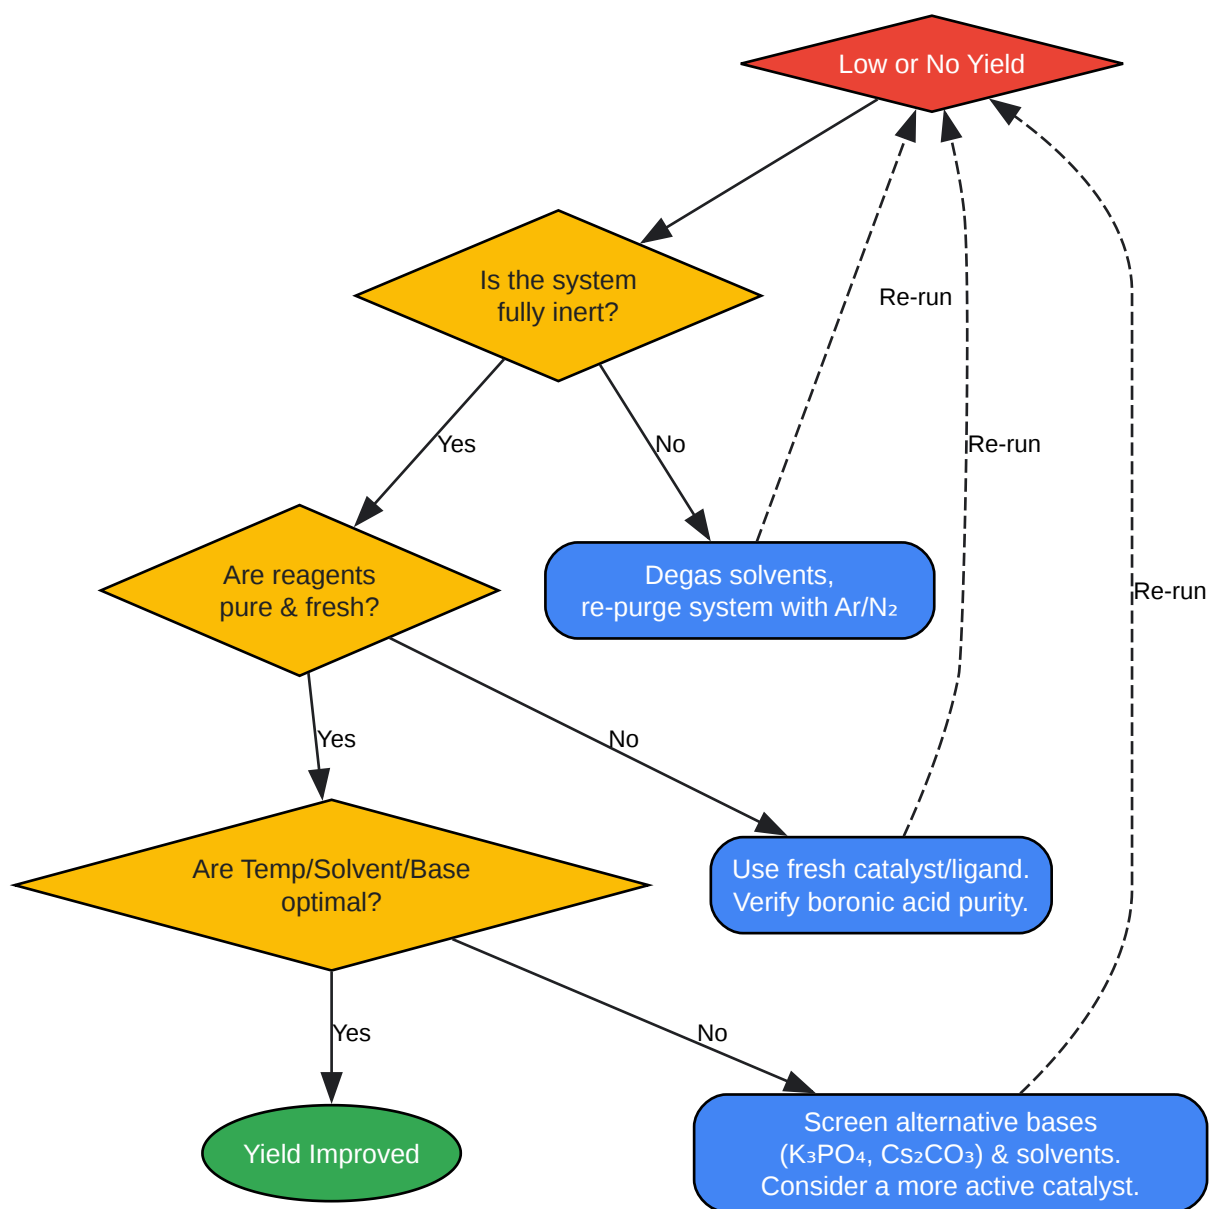 Low or No Yield
Is the system
fully inert?
Re-run
Yes
No
Re-run
Are reagents
pure & fresh?
Degas solvents,
re-purge system with Ar/N₂
Re-run
Yes
No
Are Temp/Solvent/Base
optimal?
Use fresh catalyst/ligand.
Verify boronic acid purity.
Yes
No
Yield Improved
Screen alternative bases
(K₃PO₄, Cs₂CO₃) & solvents.
Consider a more active catalyst.